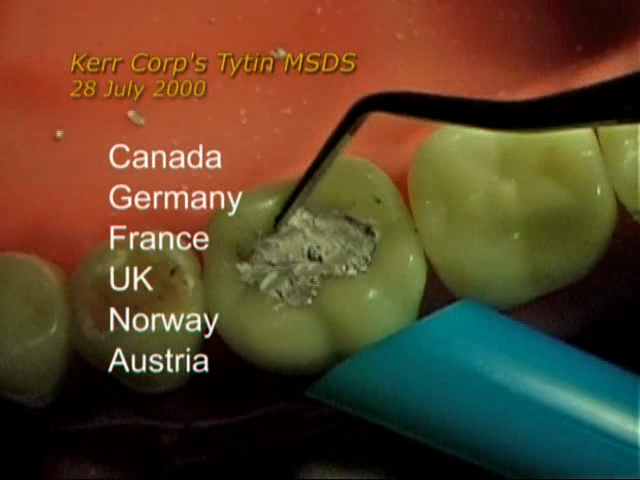 Kerr Corp's Tytin MSDS
28 July 2000
Canada
Germany
France
UK
Norway
Austria